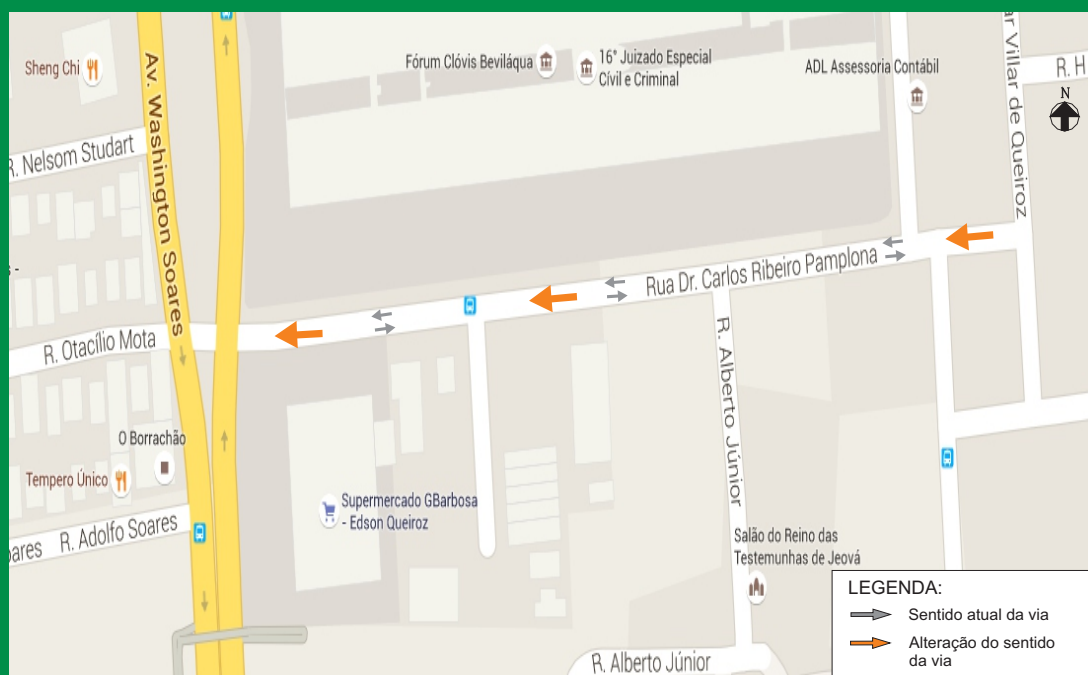 Sheng Chi
Av. Washington Soares
Fórum Clóvis Beviláqua
16° Juizado Especial
Cívil e Criminal
ADL Assessoria Contábil
ar Villar de Queiroz
R. H
N
R. Nelsom Studart
s -
Rua Dr. Carlos Ribeiro Pamplona
R. Otacílio Mota
R. Alberto Júnior
O Borrachão
Tempero Único
Supermercado GBarbosa
- Edson Queiroz
oares
R. Adolfo Soares
Salão do Reino das
Testemunhas de Jeová
R. Alberto Júnior
LEGENDA:
Sentido atual da via
Alteração do sentido
da via